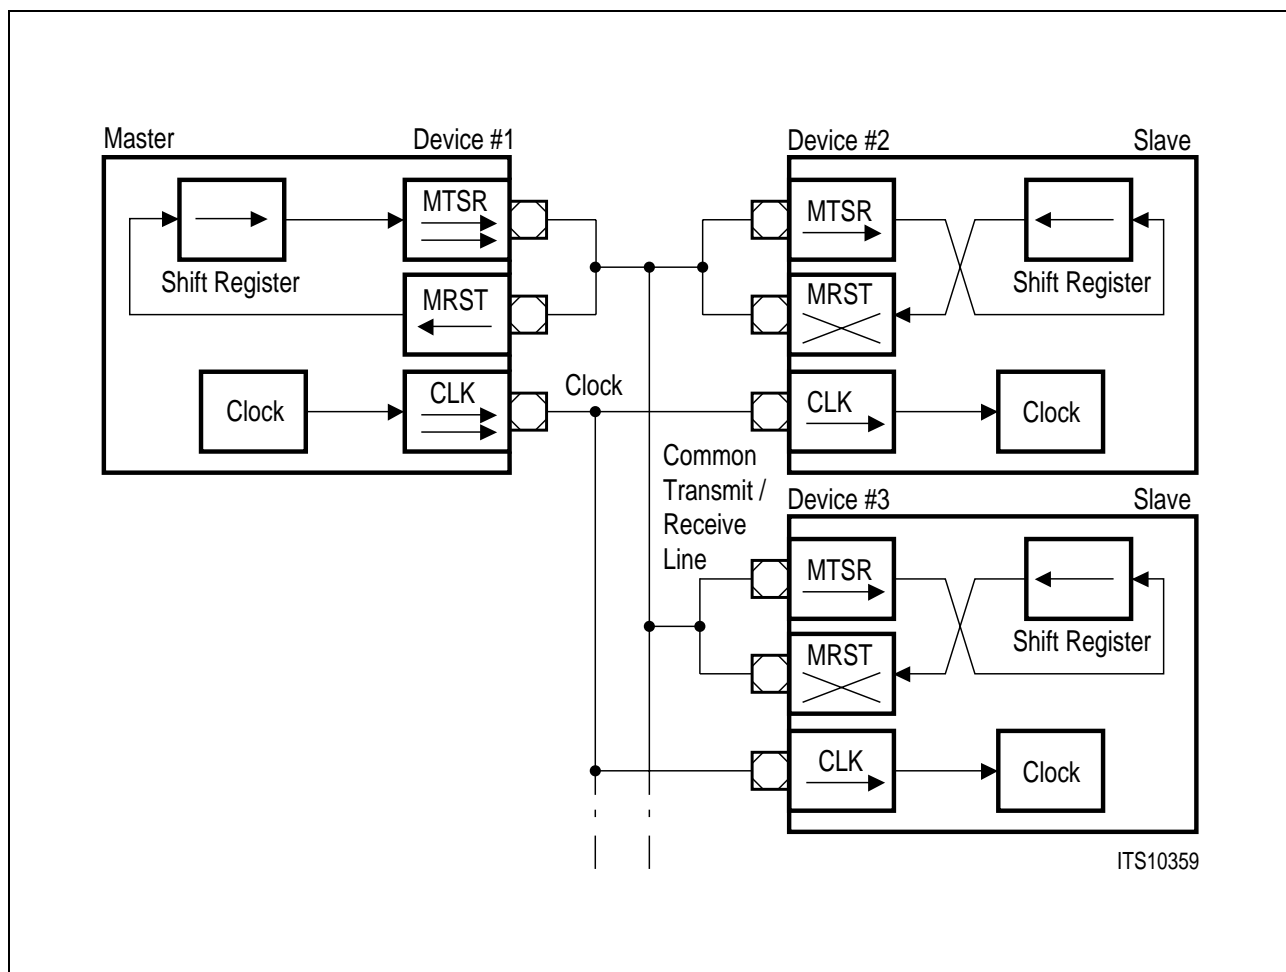 Master Device #1
MTSR
Shift Register
MRST
Clock
CLK
Clock
Common
Transmit /
Receive
Line
Device #2 Slave
MTSR
MRST
Shift Register
CLK
Clock
Device #3 Slave
MTSR
MRST
Shift Register
CLK
Clock
ITS10359